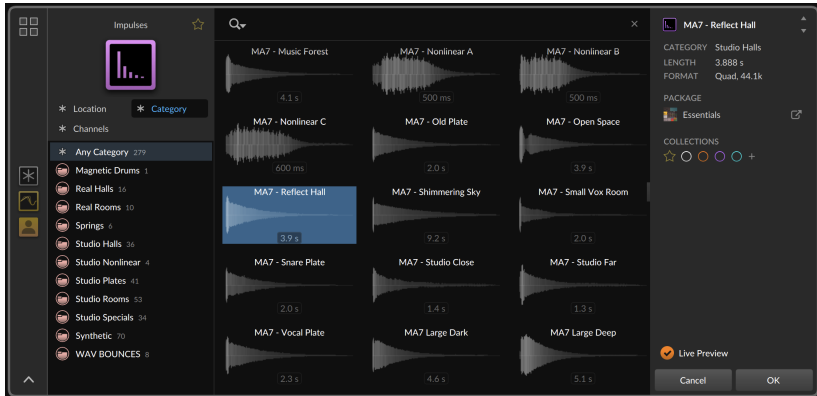 Impulses
Location
Category
Channels
Any Category 279
Magnetic Drums 1
Real Halls 16
Real Rooms 10
Springs 6
Studio Halls 36
Studio Nonlinear 4
Studio Plates 41
Studio Rooms 53
Studio Specials 34
Synthetic 70
WAV BOUNCES 8
MA7 - Music Forest
4.1 s
MA7 - Nonlinear A
500 ms
MA7 - Nonlinear B
500 ms
MA7 - Nonlinear C
600 ms
MA7 - Old Plate
2.0 s
MA7 - Open Space
3.9 s
MA7 - Reflect Hall
3.9 s
MA7 - Shimmering Sky
9.2 s
MA7 - Small Vox Room
2.0 s
MA7 - Snare Plate
2.0 s
MA7 - Studio Close
1.4 s
MA7 - Studio Far
1.3 s
MA7 - Vocal Plate
2.3 s
MA7 Large Dark
4.6 s
MA7 Large Deep
5.1 s
MA7 - Reflect Hall
CATEGORY Studio Halls
LENGTH 3.888 s
FORMAT Quad, 44.1k
PACKAGE
Essentials
COLLECTIONS
Live Preview
Cancel
OK